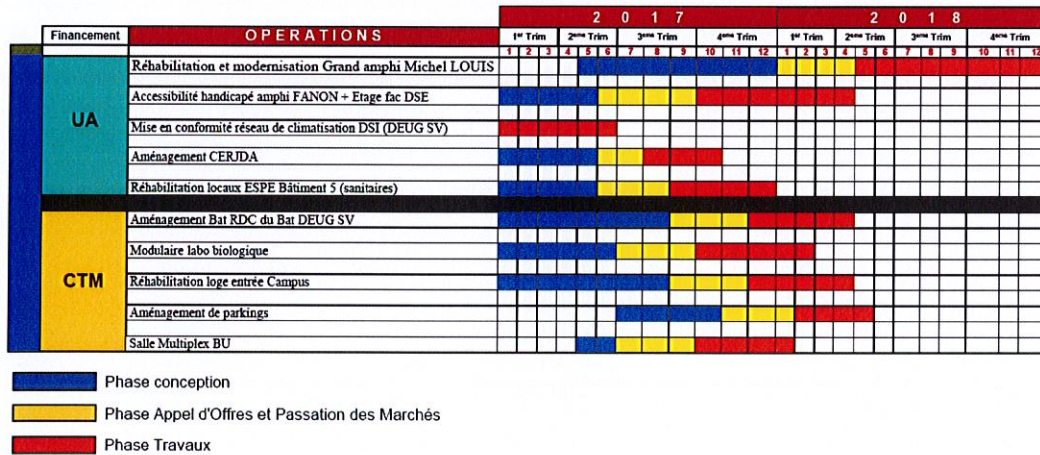 2 0 1 7 2 0 1 8
Financement OPERATIONS 1er Trim 2ème Trim 3ème Trim 4ème Trim 1er Trim 2ème Trim 3ème Trim 4ème Trim
1 2 3 4 5 6 7 8 9 10 11 12 1 2 3 4 5 6 7 8 9 10 11 12
UA
Réhabilitation et modernisation Grand amphi Michel LOUIS
Accessibilité handicapé amphi FANON + Etage fac DSE
Mise en conformité réseau de climatisation DSI (DEUG SV)
Aménagement CERJDA
Réhabilitation locaux ESPE Bâtiment 5 (sanitaires)
CTM
Aménagement Bat RDC du Bat DEUG SV
Modulaire labo biologique
Réhabilitation loge entrée Campus
Aménagement de parkings
Salle Multiplex BU
Phase conception
Phase Appel d'Offres et Passation des Marchés
Phase Travaux